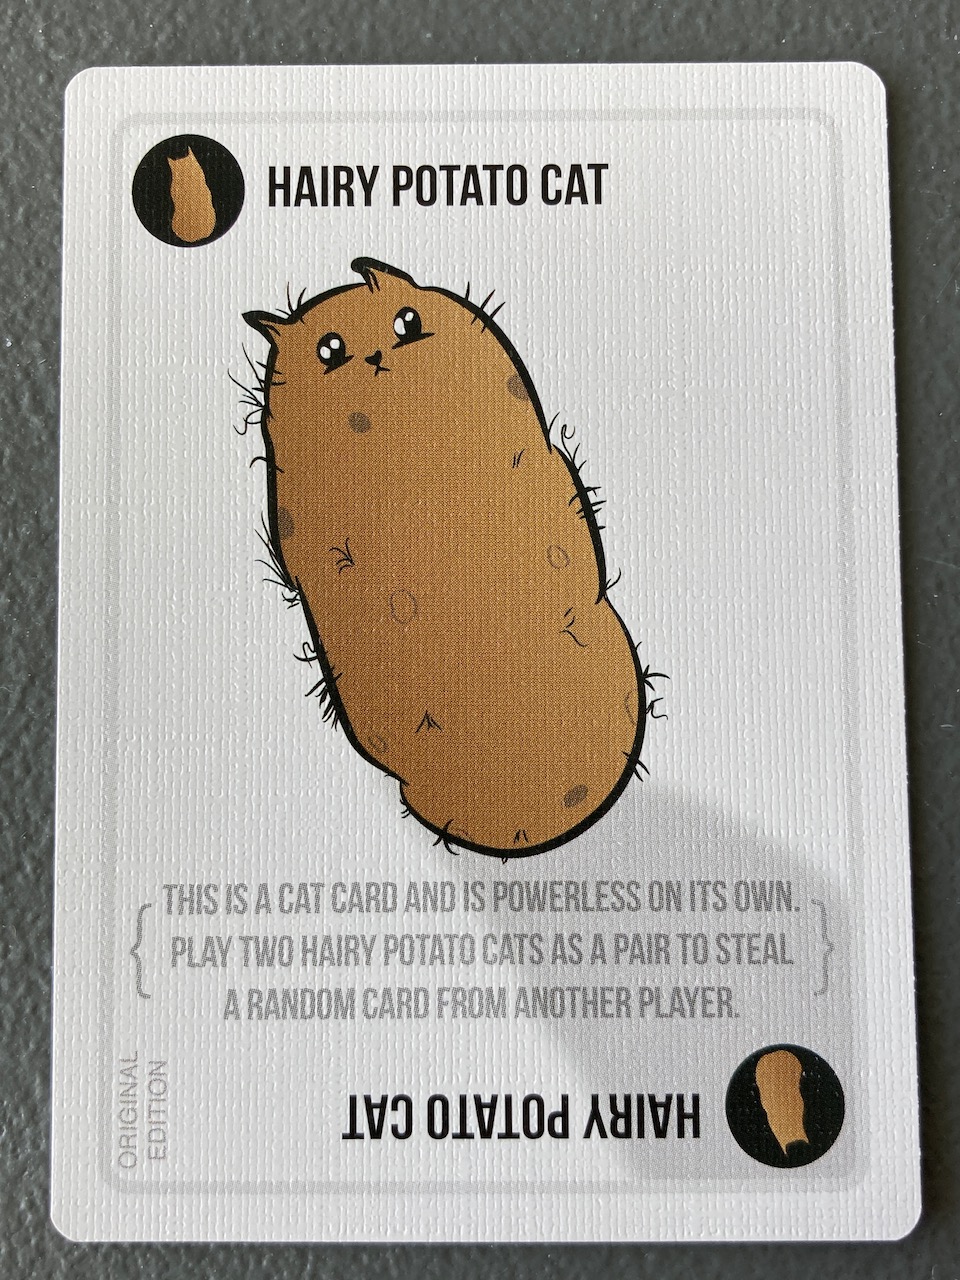 HAIRY POTATO CAT
THIS IS A CAT CARD AND IS POWERLESS ON ITS OWN.
PLAY TWO HAIRY POTATO CATS AS A PAIR TO STEAL
A RANDOM CARD FROM ANOTHER PLAYER.
ORIGINAL
EDITION
HAIRY POTATO CAT